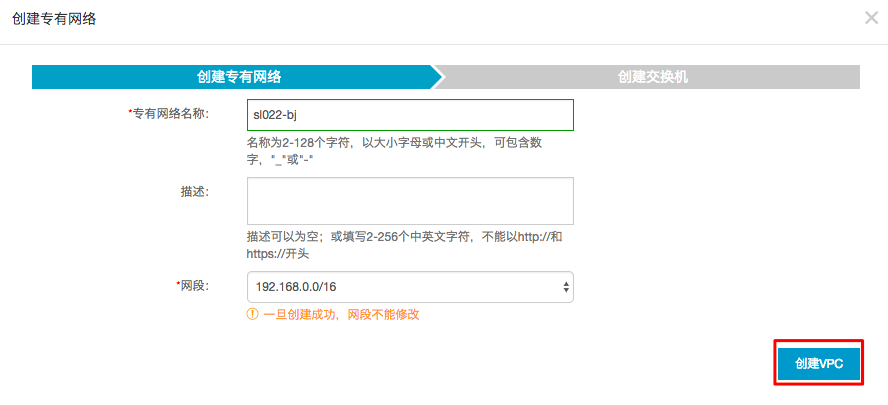 创建专有网络
创建专有网络
创建交换机
*专有网络名称：
sl022-bj
名称为2-128个字符，以大小字母或中文开头，可包含数
字，"_"或"-"
描述：
描述可以为空；或填写2-256个中英文字符，不能以http://和
https://开头
*网段：
192.168.0.0/16
一旦创建成功，网段不能修改
创建VPC